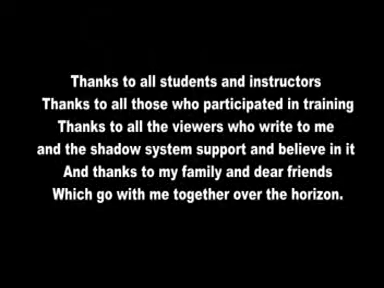 Thanks to all students and instructors
Thanks to all those who participated in training
Thanks to all the viewers who write to me
and the shadow system support and believe in it
And thanks to my family and dear friends
Which go with me together over the horizon.